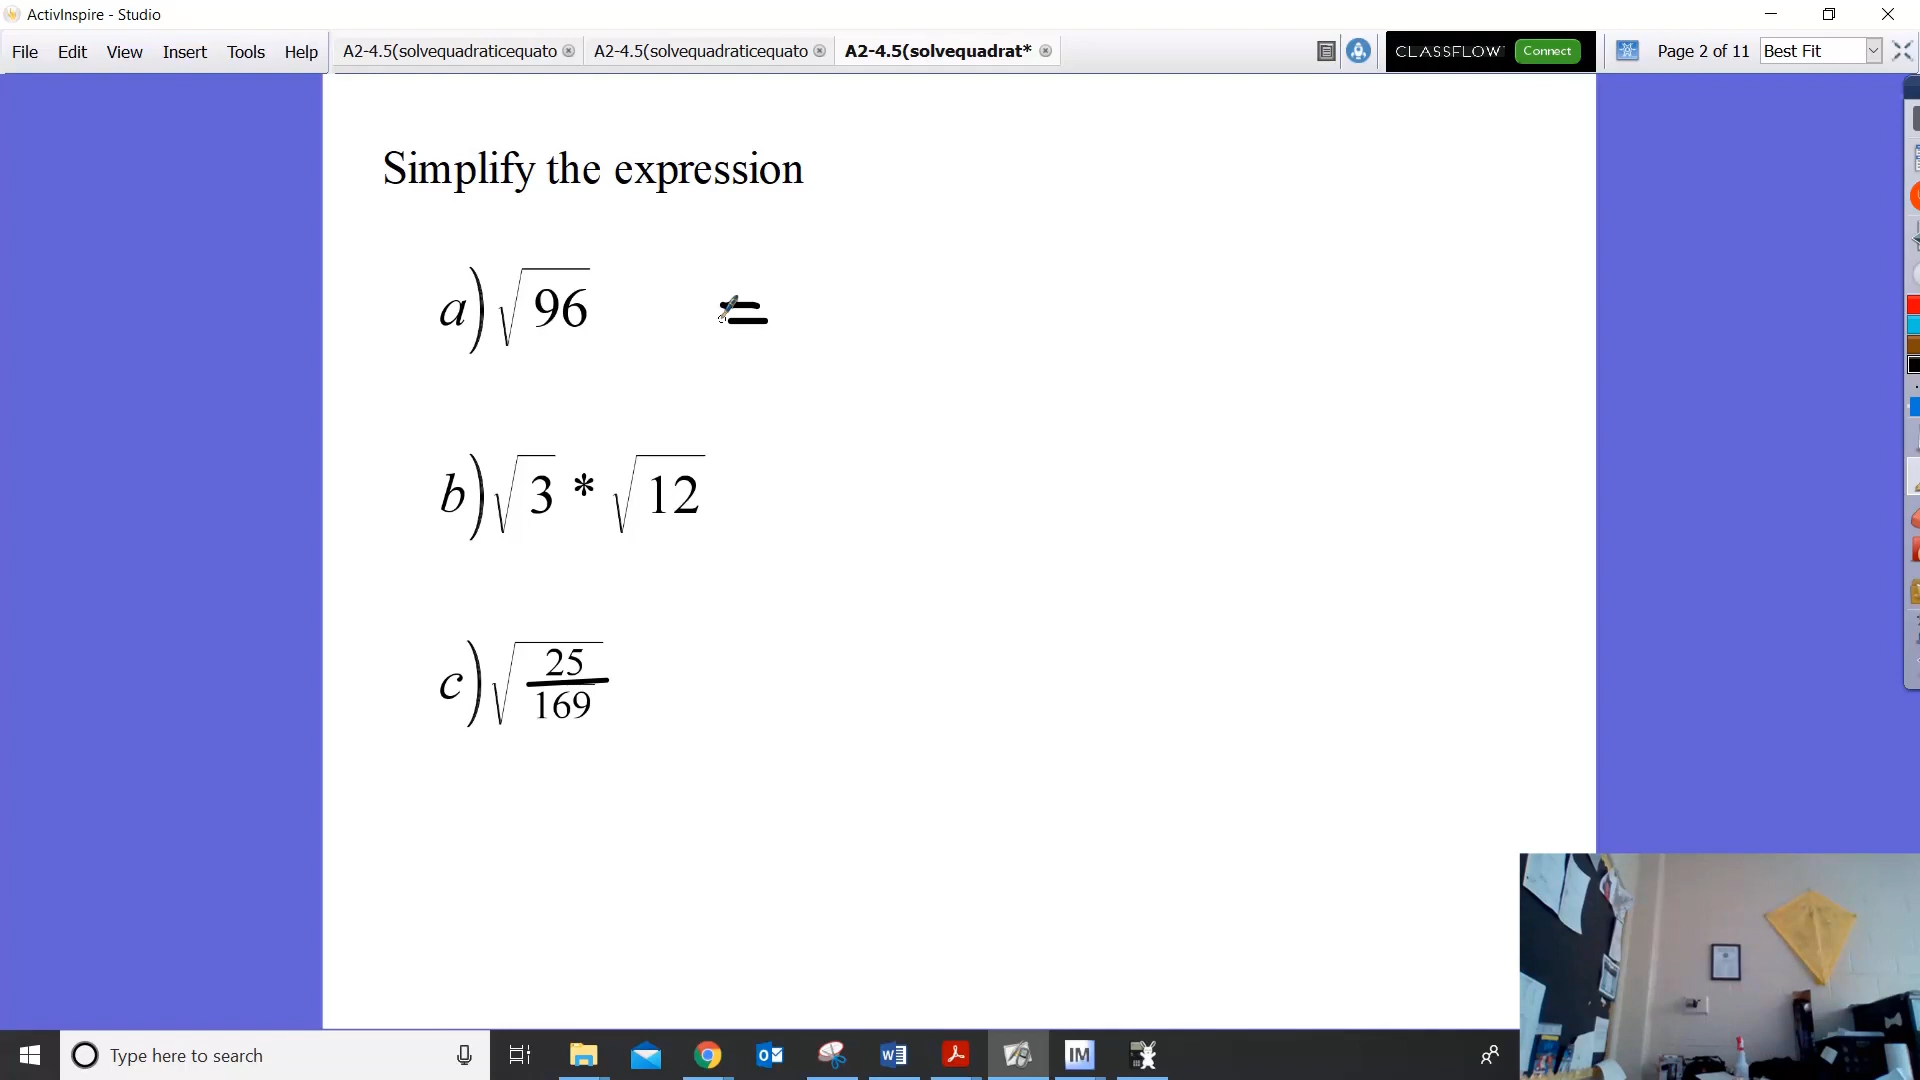 ActivInspire - Studio
File Edit View Insert Tools Help A2-4.5(solvequadraticequato A2-4.5(solvequadraticequato A2-4.5(solvequadrat* CLASSFLOW Connect Page 2 of 11 Best Fit
Simplify the expression
a) √96 =
b) √3 * √12
c) √25/169
Type here to search